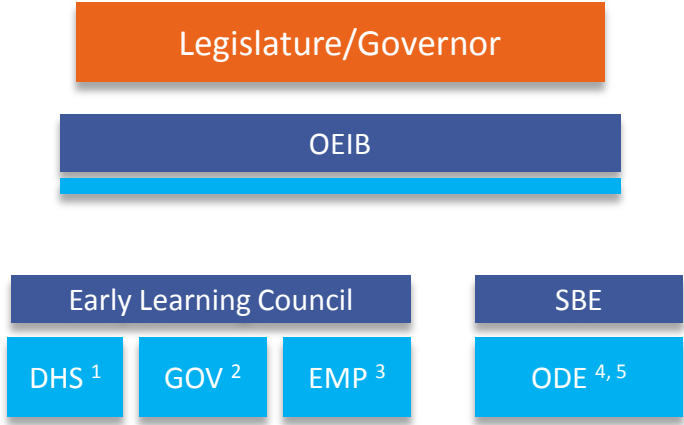 Legislature/Governor
OEIB
Early Learning Council
SBE
DHS 1
GOV 2
EMP 3
ODE 4, 5